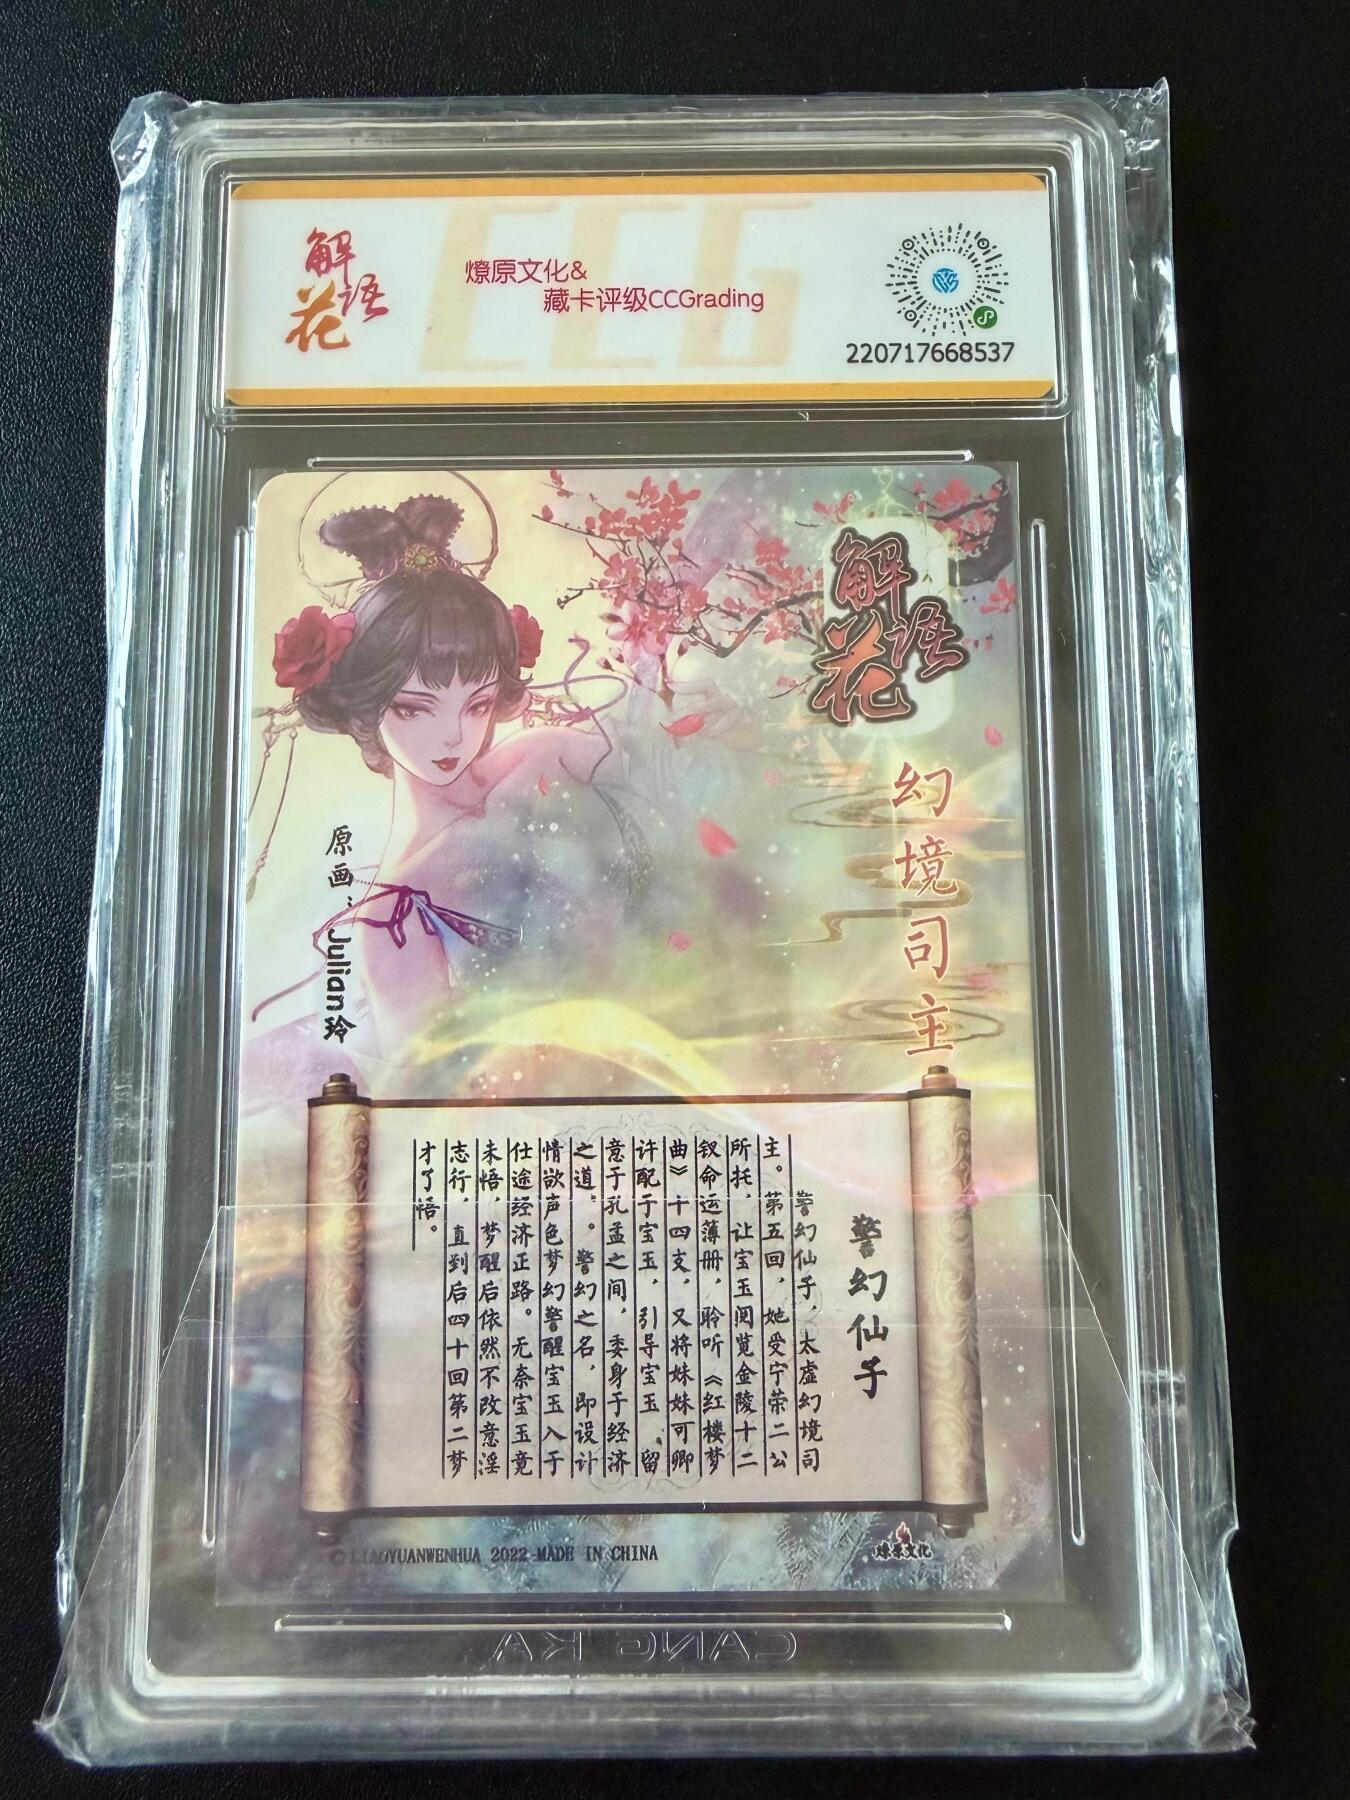 解语花
燎原文化&
藏卡评级CCGrading
CCG
220717668537
解语花
幻境司主
原画：Julian玲
警幻仙子
警幻仙子，太虚幻境司
主。第五回，她受宁荣二公
所托，让宝玉阅览金陵十二
钗命运薄册，聆听《红楼梦
曲》十四支，又将妹妹可卿
许配于宝玉，引导宝玉“留
意于孔孟之间，委身于经济
之道”。警幻之名，即设计
情欲声色梦幻警醒宝玉入于
仕途经济正路。无奈宝玉竟
未悟，梦醒后依然不改意淫
志行，直到后四十回第二梦
才了悟。
©LIAOYUANWENHUA 2022 MADE IN CHINA
燎原文化
CANG KA